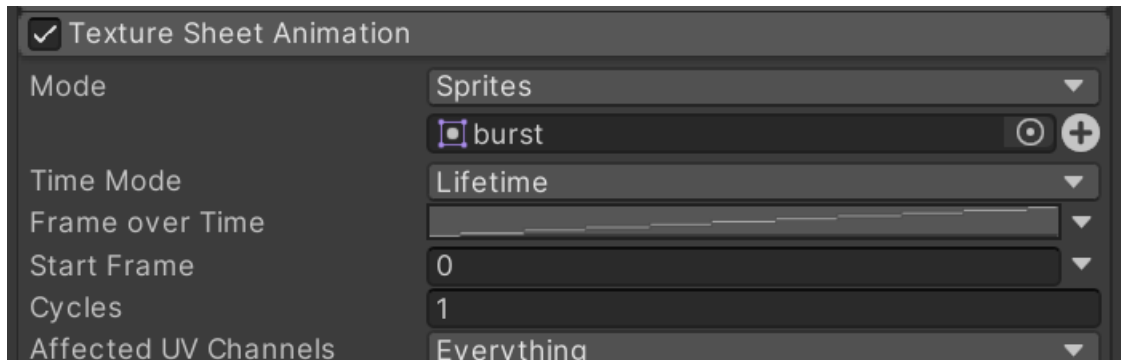 Texture Sheet Animation
Mode Sprites
burst
Time Mode Lifetime
Frame over Time
Start Frame 0
Cycles 1
Affected UV Channels Everything